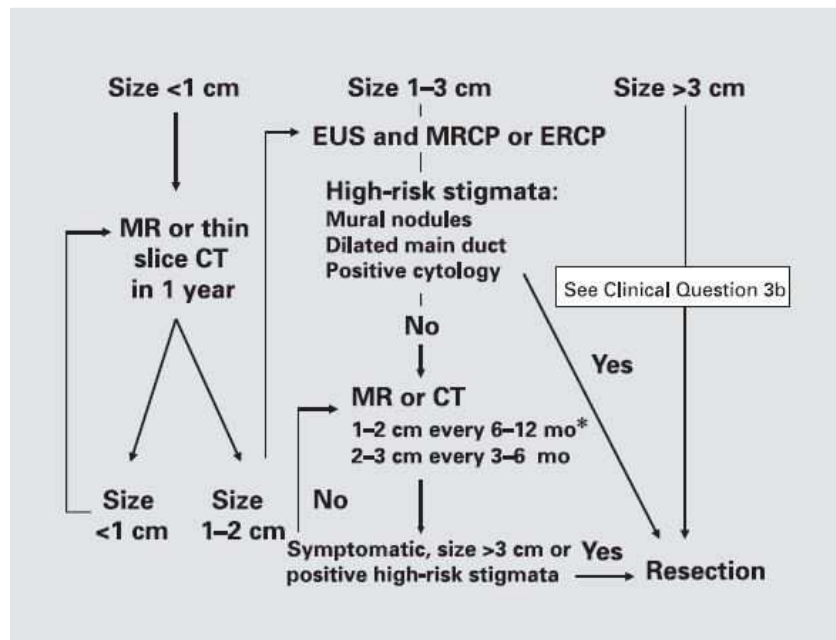 Size <1 cm
Size 1–3 cm
Size >3 cm
EUS and MRCP or ERCP
High-risk stigmata:
Mural nodules
Dilated main duct
Positive cytology
MR or thin
slice CT
in 1 year
See Clinical Question 3b
No
Yes
MR or CT
1–2 cm every 6–12 mo*
2–3 cm every 3–6 mo
Size
<1 cm
Size
1–2 cm
No
Symptomatic, size >3 cm or
positive high-risk stigmata
Yes
Resection